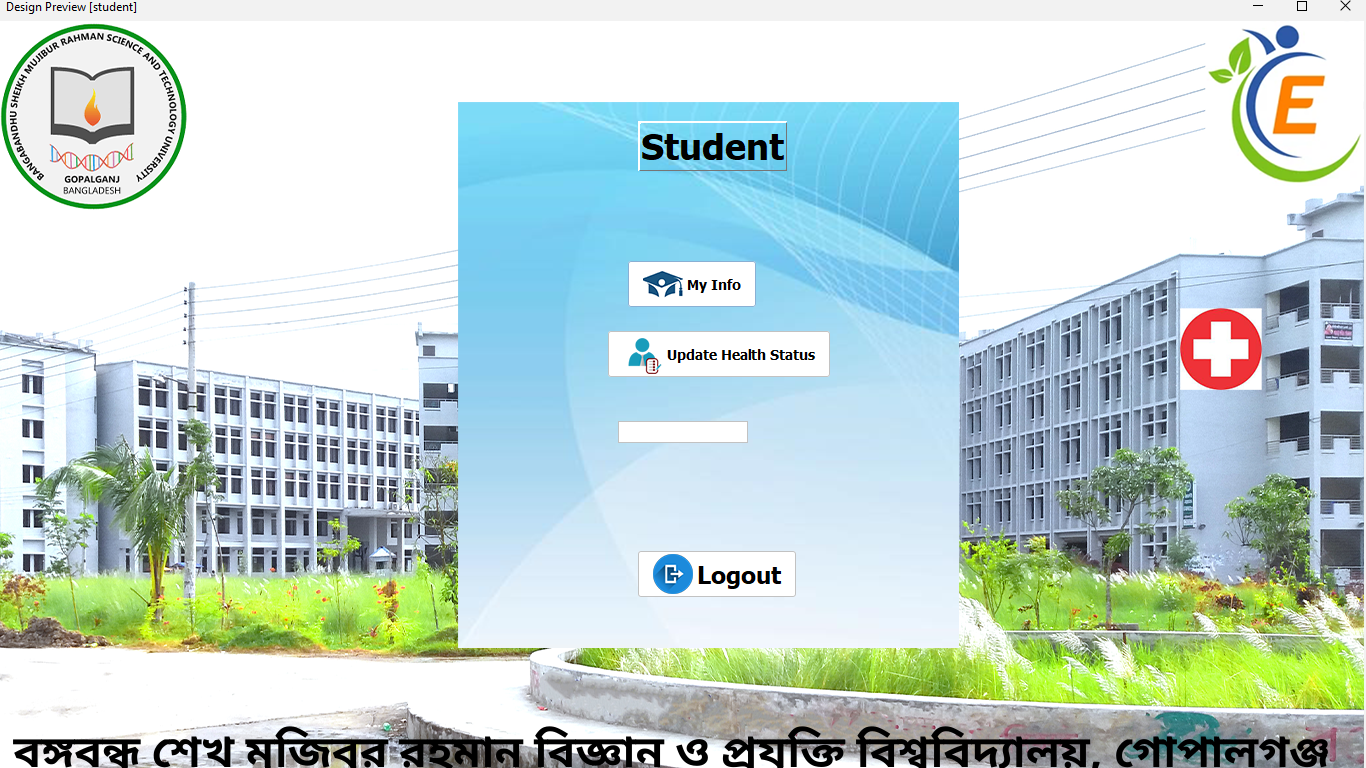 Design Preview [student]
BANGABANDHU SHEIKH MUJIBUR RAHMAN SCIENCE AND TECHNOLOGY UNIVERSITY
GOPALGANJ
BANGLADESH
E
Student
My Info
Update Health Status
Logout
বঙ্গবন্ধু শেখ মুজিবুর রহমান বিজ্ঞান ও প্রযুক্তি বিশ্ববিদ্যালয়, গোপালগঞ্জ